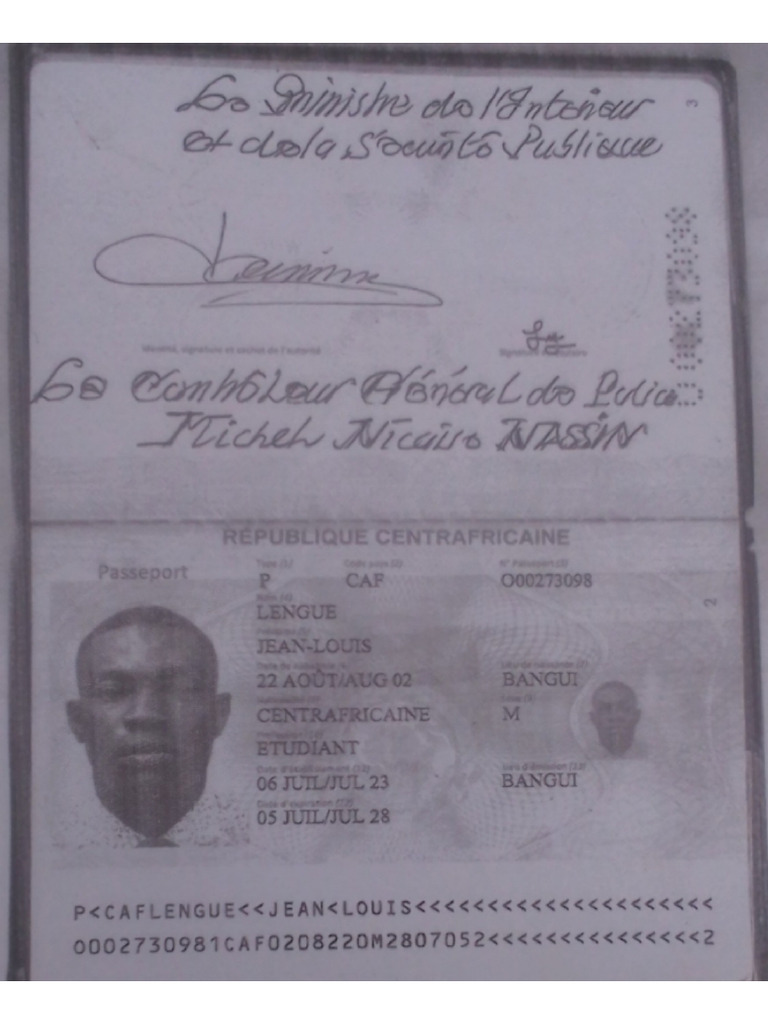 Le Ministre de l'Intérieur
et de la Sécurité Publique
3
Le Contrôleur Général de Police
Michel Nicaise NASSIN
RÉPUBLIQUE CENTRAFRICAINE
Passeport
P CAF O00273098
LENGUE
JEAN-LOUIS
22 AOÛT/AUG 02 BANGUI
CENTRAFRICAINE M
ETUDIANT
06 JUIL/JUL 23 BANGUI
05 JUIL/JUL 28
2
P<CAFLENGUE<<JEAN<LOUIS<<<<<<<<<<<<<<<<<<<<<
O002730981CAF0208220M2807052<<<<<<<<<<<<<<<2